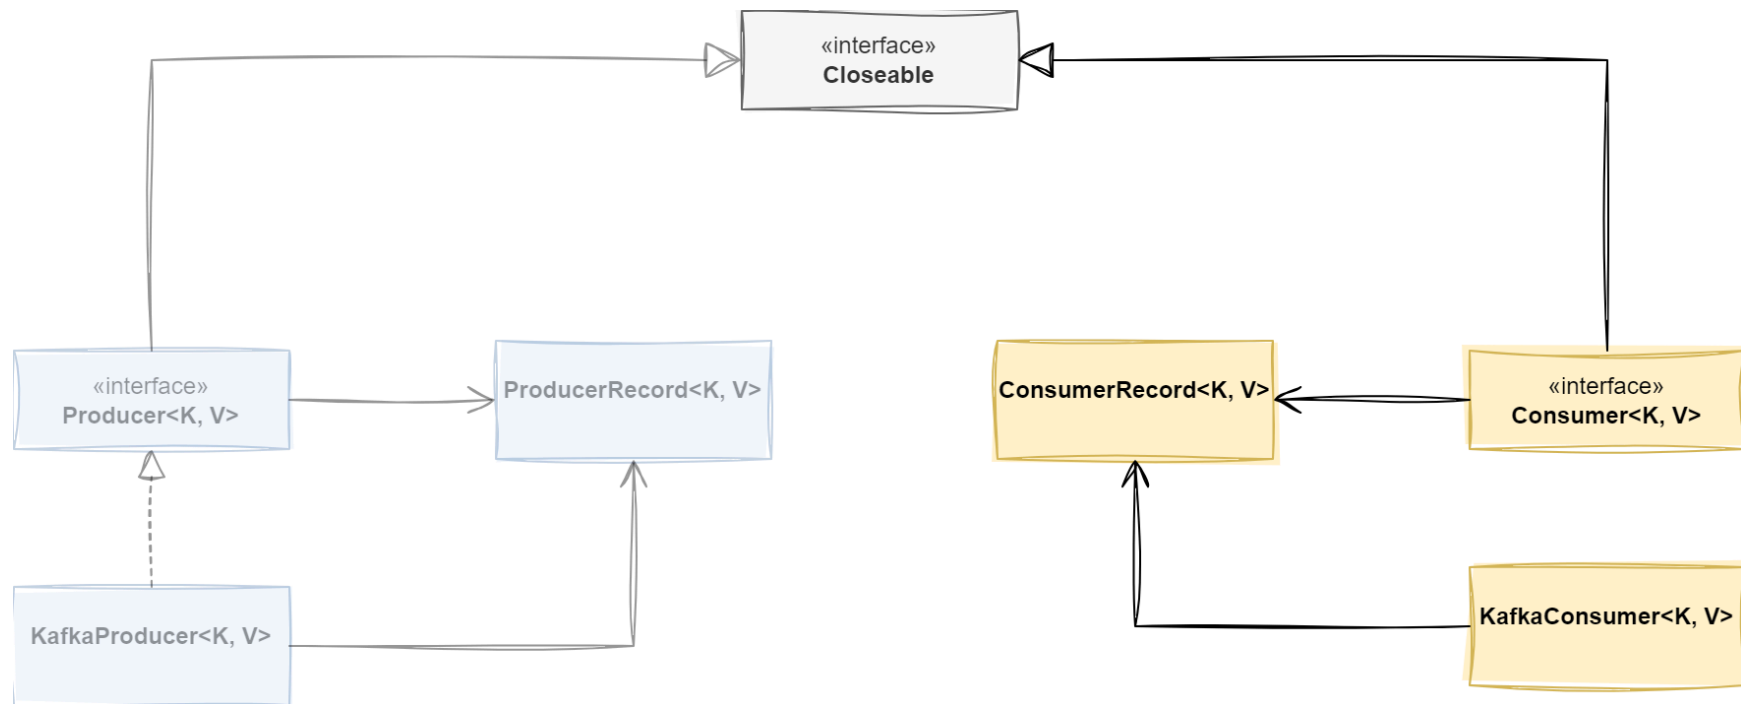 «interface»
Closeable
«interface»
Producer<K, V>
ProducerRecord<K, V>
ConsumerRecord<K, V>
«interface»
Consumer<K, V>
KafkaProducer<K, V>
KafkaConsumer<K, V>